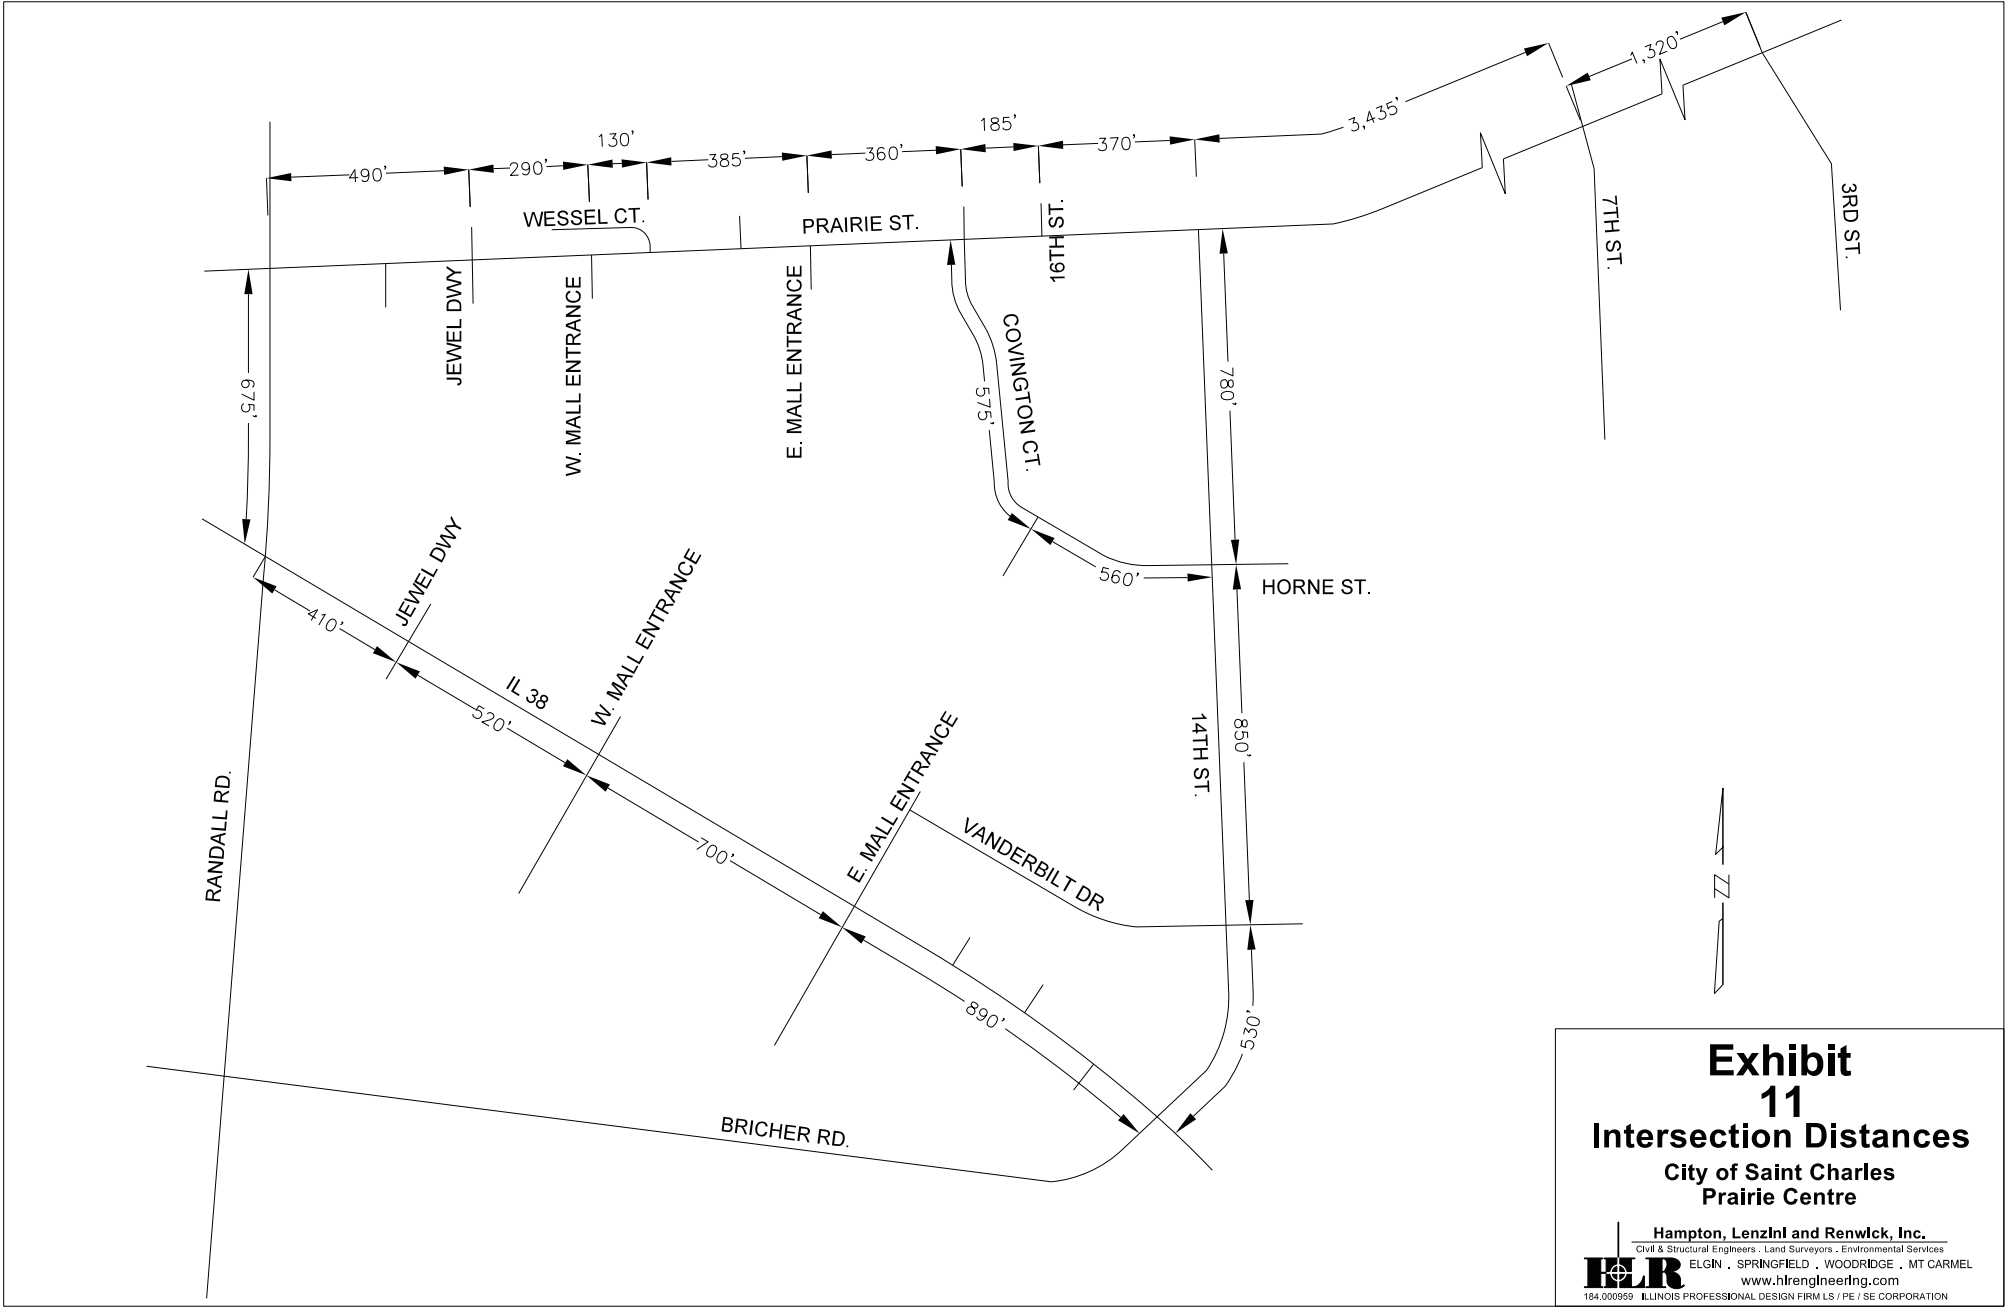 1,320'
3,435'
130'
185'
490'
290'
385'
360'
370'
WESSEL CT.
PRAIRIE ST.
16TH ST.
7TH ST.
3RD ST.
JEWEL DWY
W. MALL ENTRANCE
E. MALL ENTRANCE
COVINGTON CT.
675'
575'
780'
560'
HORNE ST.
JEWEL DWY
W. MALL ENTRANCE
410'
IL 38
520'
E. MALL ENTRANCE
14TH ST.
850'
RANDALL RD.
700'
VANDERBILT DR
N
890'
530'
BRICHER RD.
Exhibit
11
Intersection Distances
City of Saint Charles
Prairie Centre
Hampton, Lenzini and Renwick, Inc.
Civil & Structural Engineers . Land Surveyors . Environmental Services
HLR
ELGIN . SPRINGFIELD . WOODRIDGE . MT CARMEL
www.hlrengineering.com
184.000959 ILLINOIS PROFESSIONAL DESIGN FIRM LS / PE / SE CORPORATION